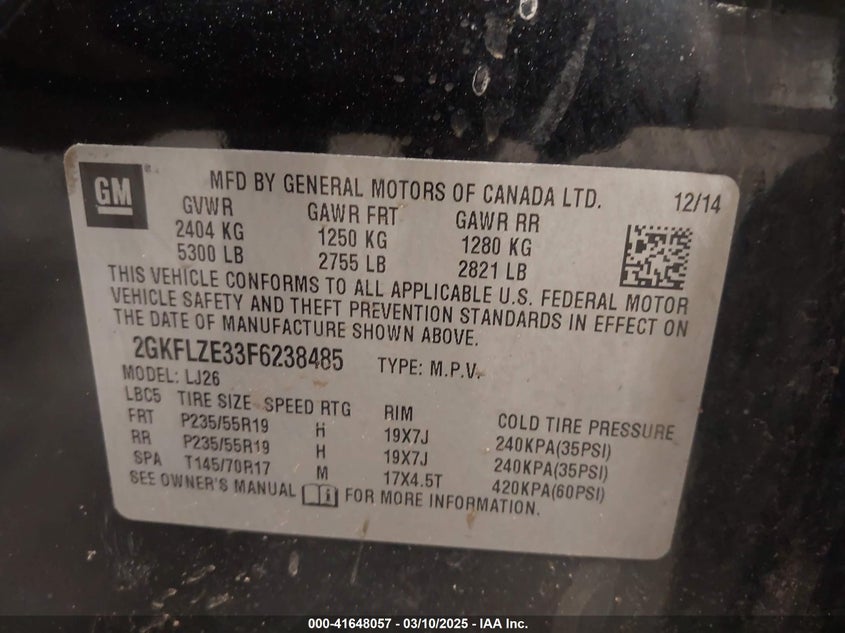 GM
MFD BY GENERAL MOTORS OF CANADA LTD. 12/14
GVWR GAWR FRT GAWR RR
2404 KG 1250 KG 1280 KG
5300 LB 2755 LB 2821 LB
THIS VEHICLE CONFORMS TO ALL APPLICABLE U.S. FEDERAL MOTOR
VEHICLE SAFETY AND THEFT PREVENTION STANDARDS IN EFFECT ON
THE DATE OF MANUFACTURE SHOWN ABOVE.
2GKFLZE33F6238485 TYPE: M.P.V.
MODEL: LJ26
LBC5 TIRE SIZE SPEED RTG RIM COLD TIRE PRESSURE
FRT P235/55R19 H 19X7J 240KPA(35PSI)
RR P235/55R19 H 19X7J 240KPA(35PSI)
SPA T145/70R17 M 17X4.5T 420KPA(60PSI)
SEE OWNER'S MANUAL i FOR MORE INFORMATION.
000-41648057 - 03/10/2025 - IAA Inc.